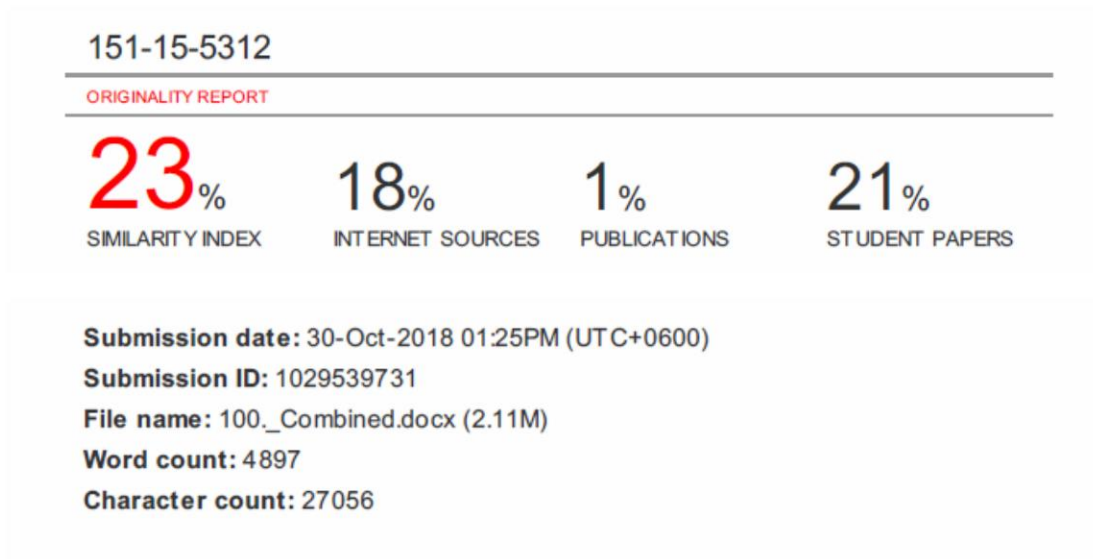 151-15-5312
ORIGINALITY REPORT
23% 18% 1% 21%
SIMILARITY INDEX INTERNET SOURCES PUBLICATIONS STUDENT PAPERS
Submission date: 30-Oct-2018 01:25PM (UTC+0600)
Submission ID: 1029539731
File name: 100._Combined.docx (2.11M)
Word count: 4897
Character count: 27056